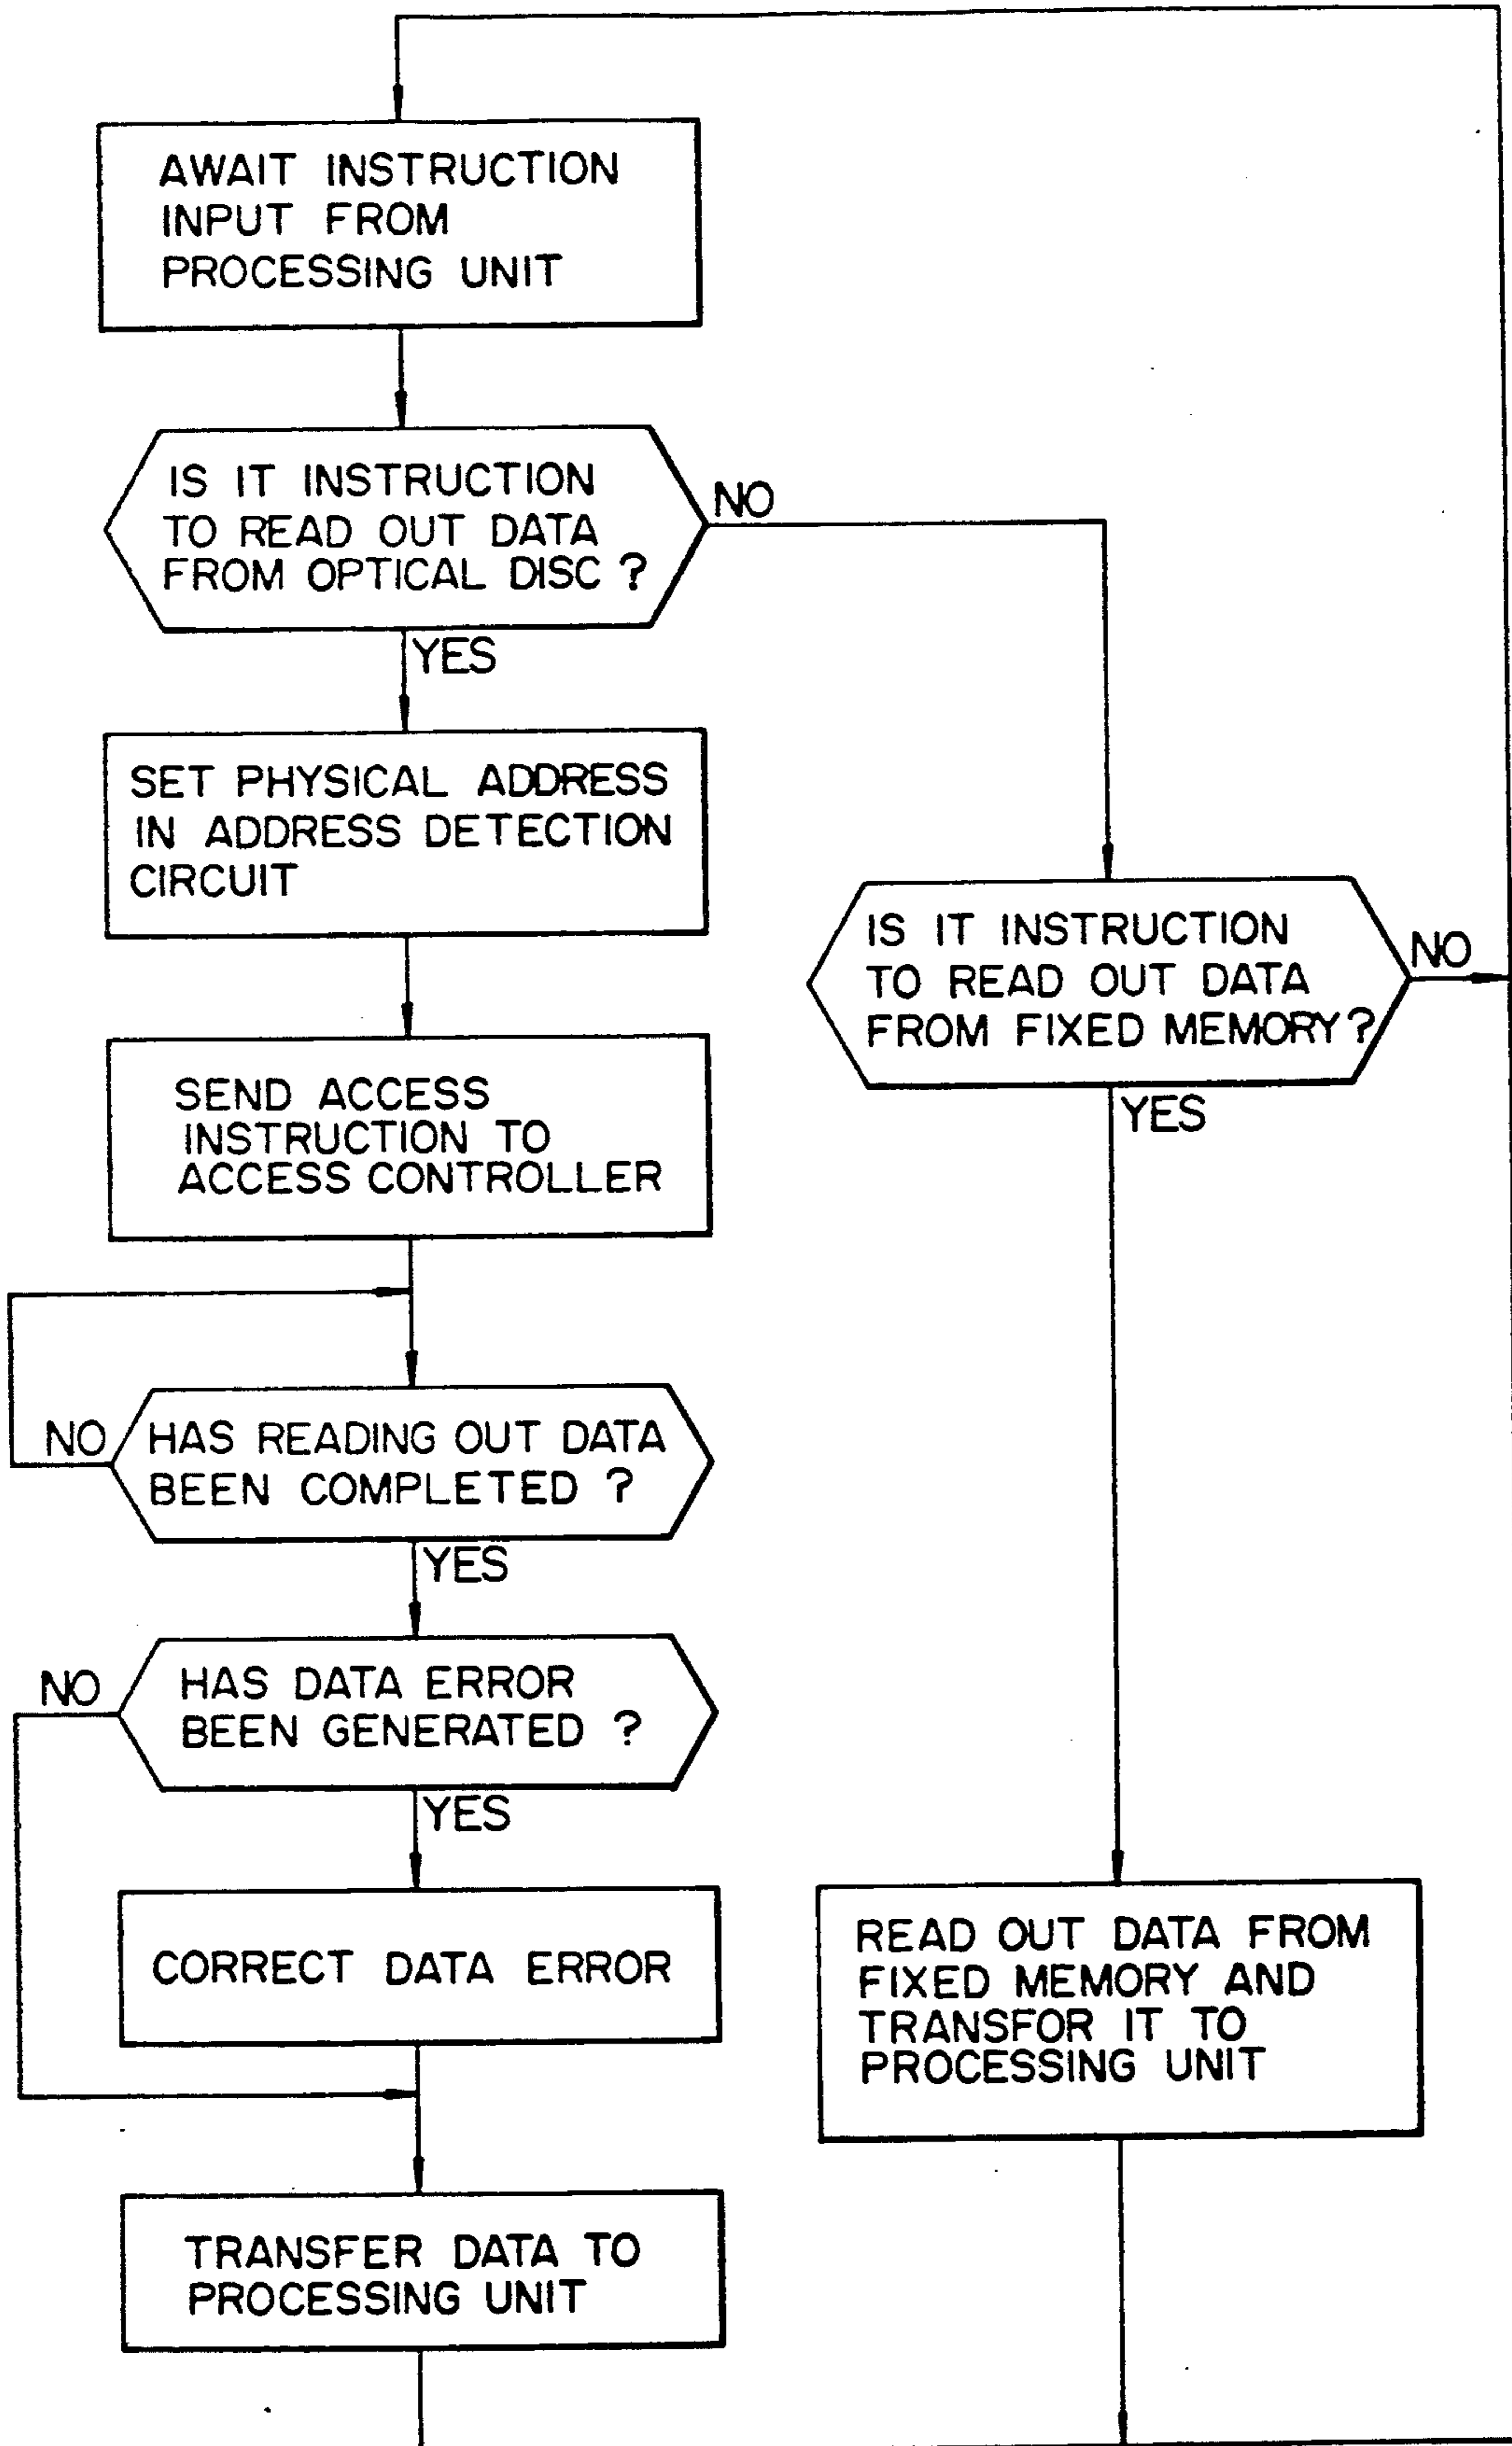 AWAIT INSTRUCTION
INPUT FROM
PROCESSING UNIT
IS IT INSTRUCTION
TO READ OUT DATA
FROM OPTICAL DISC ?
NO
YES
SET PHYSICAL ADDRESS
IN ADDRESS DETECTION
CIRCUIT
IS IT INSTRUCTION
TO READ OUT DATA
FROM FIXED MEMORY?
NO
YES
SEND ACCESS
INSTRUCTION TO
ACCESS CONTROLLER
NO
HAS READING OUT DATA
BEEN COMPLETED ?
YES
NO
HAS DATA ERROR
BEEN GENERATED ?
YES
CORRECT DATA ERROR
READ OUT DATA FROM
FIXED MEMORY AND
TRANSFOR IT TO
PROCESSING UNIT
TRANSFER DATA TO
PROCESSING UNIT